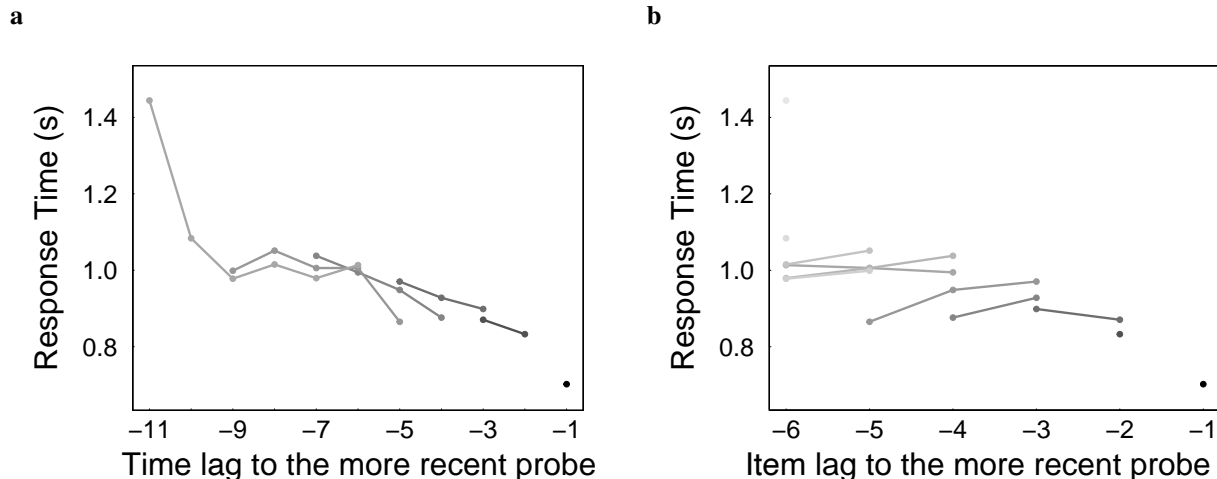 a
b
Response Time (s)
1.4
1.2
1.0
0.8
−11 −9 −7 −5 −3 −1
Time lag to the more recent probe
Response Time (s)
1.4
1.2
1.0
0.8
−6 −5 −4 −3 −2 −1
Item lag to the more recent probe